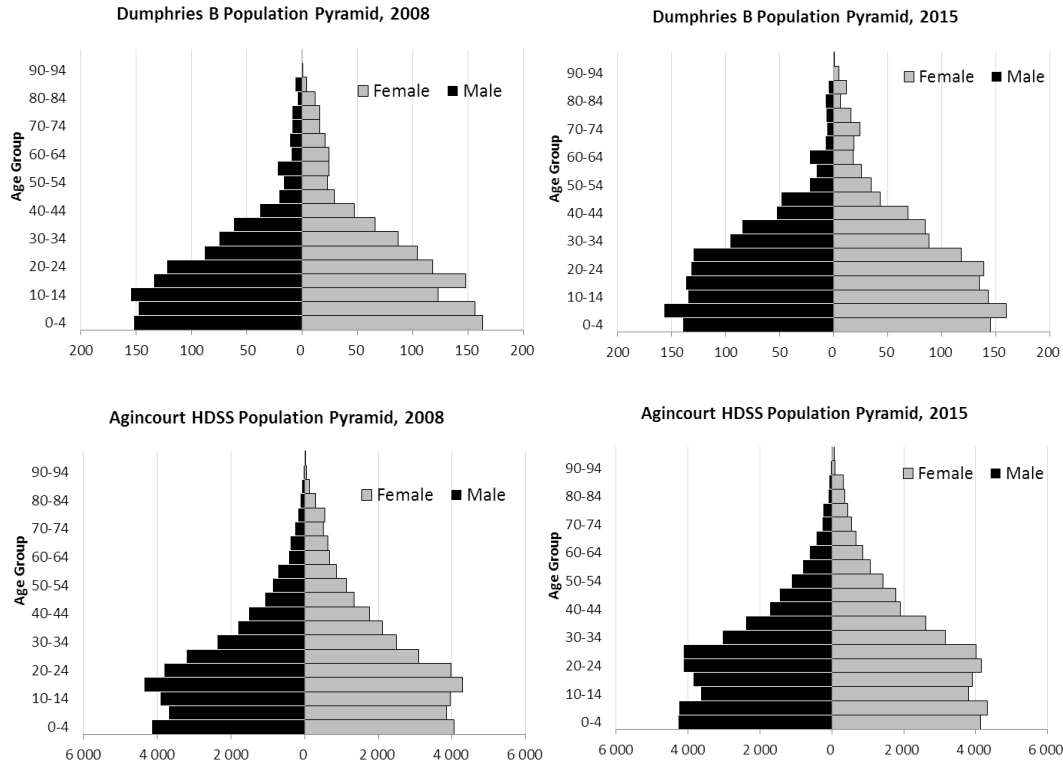 Dumphries B Population Pyramid, 2008
Age Group
90-94
80-84
70-74
60-64
50-54
40-44
30-34
20-24
10-14
0-4
Female Male
200 150 100 50 0 50 100 150 200
Dumphries B Population Pyramid, 2015
Age Group
90-94
80-84
70-74
60-64
50-54
40-44
30-34
20-24
10-14
0-4
Female Male
200 150 100 50 0 50 100 150 200
Agincourt HDSS Population Pyramid, 2008
Age Group
90-94
80-84
70-74
60-64
50-54
40-44
30-34
20-24
10-14
0-4
Female Male
6 000 4 000 2 000 0 2 000 4 000 6 000
Agincourt HDSS Population Pyramid, 2015
Age Group
90-94
80-84
70-74
60-64
50-54
40-44
30-34
20-24
10-14
0-4
Female Male
6 000 4 000 2 000 0 2 000 4 000 6 000